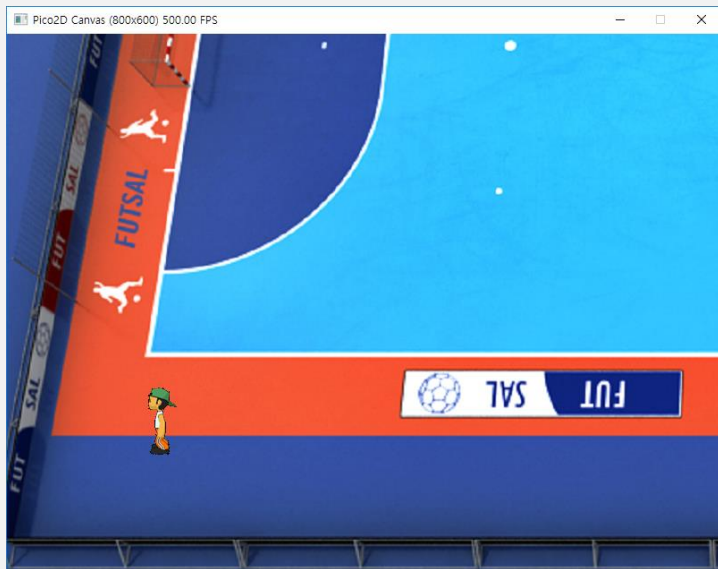 Pico2D Canvas (800x600) 500.00 FPS
FUT
SAL
FUTSAL
FUT
SAL
FUT
SAL FUT